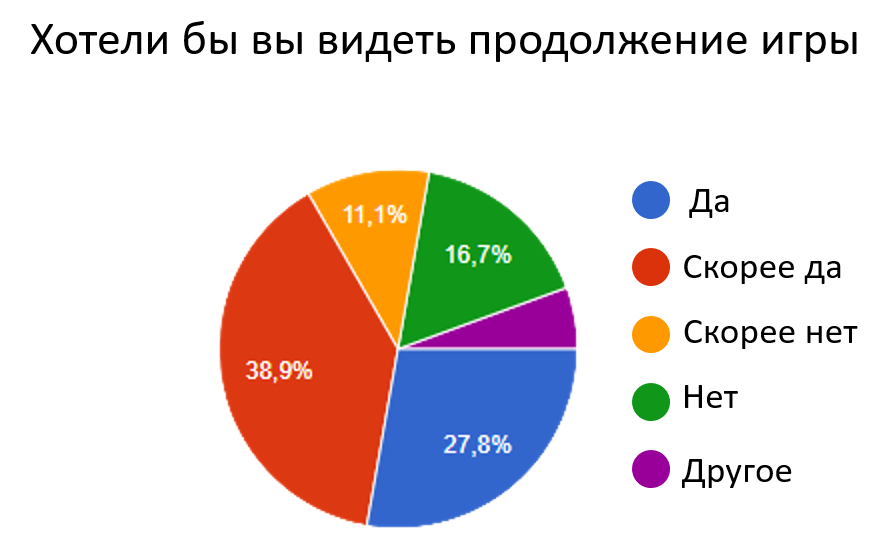 Хотели бы вы видеть продолжение игры
11,1%
16,7%
38,9%
27,8%
Да
Скорее да
Скорее нет
Нет
Другое